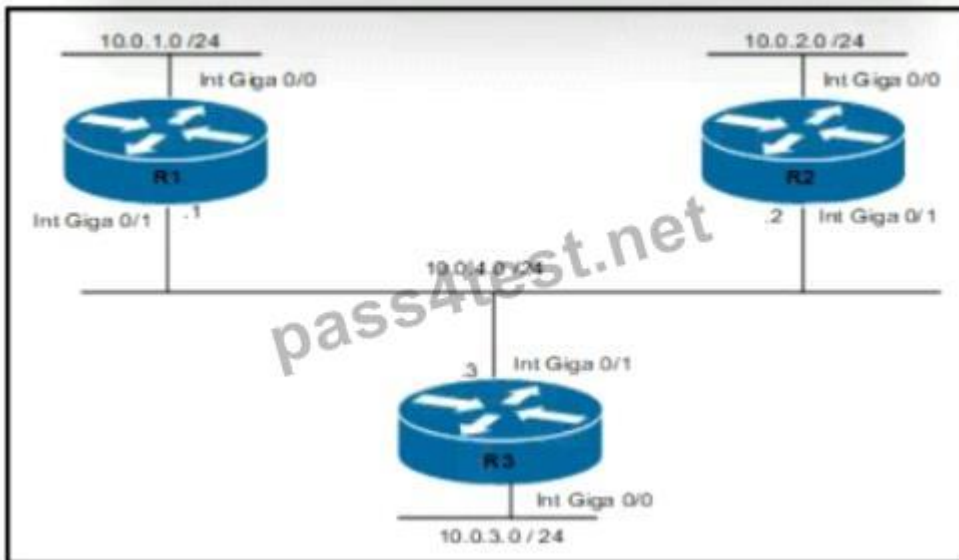 10.0.1.0 /24
10.0.2.0 /24
Int Giga 0/0
Int Giga 0/0
R1
R2
Int Giga 0/1
.1
.2
Int Giga 0/1
10.0.4.0 /24
pass4test.net
.3
Int Giga 0/1
R3
Int Giga 0/0
10.0.3.0 / 24